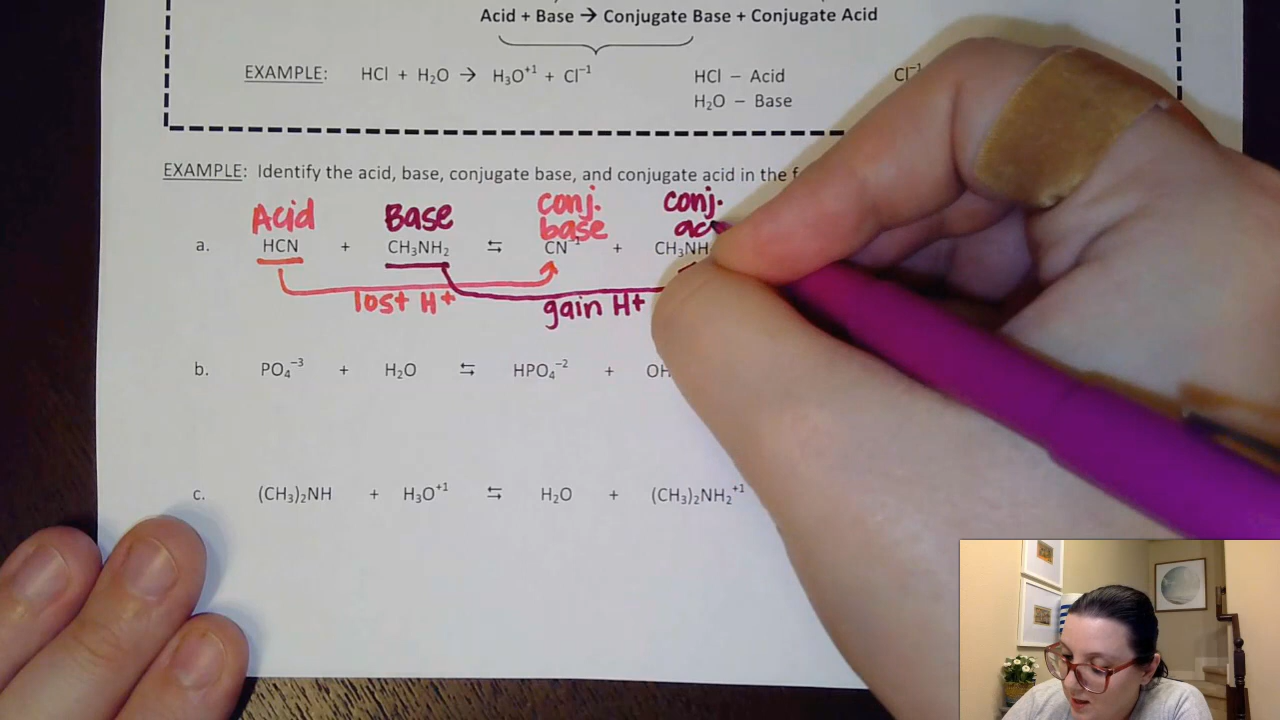 Acid + Base → Conjugate Base + Conjugate Acid
EXAMPLE: HCl + H₂O → H₃O⁺¹ + Cl⁻¹ HCl – Acid Cl⁻¹
H₂O – Base
EXAMPLE: Identify the acid, base, conjugate base, and conjugate acid in the
Acid Base conj. base conj.
a. HCN + CH₃NH₂ ⇆ CN⁻¹ + CH₃NH
lost H+ gain H+
b. PO₄⁻³ + H₂O ⇆ HPO₄⁻² + OH
c. (CH₃)₂NH + H₃O⁺¹ ⇆ H₂O + (CH₃)₂NH₂⁺¹